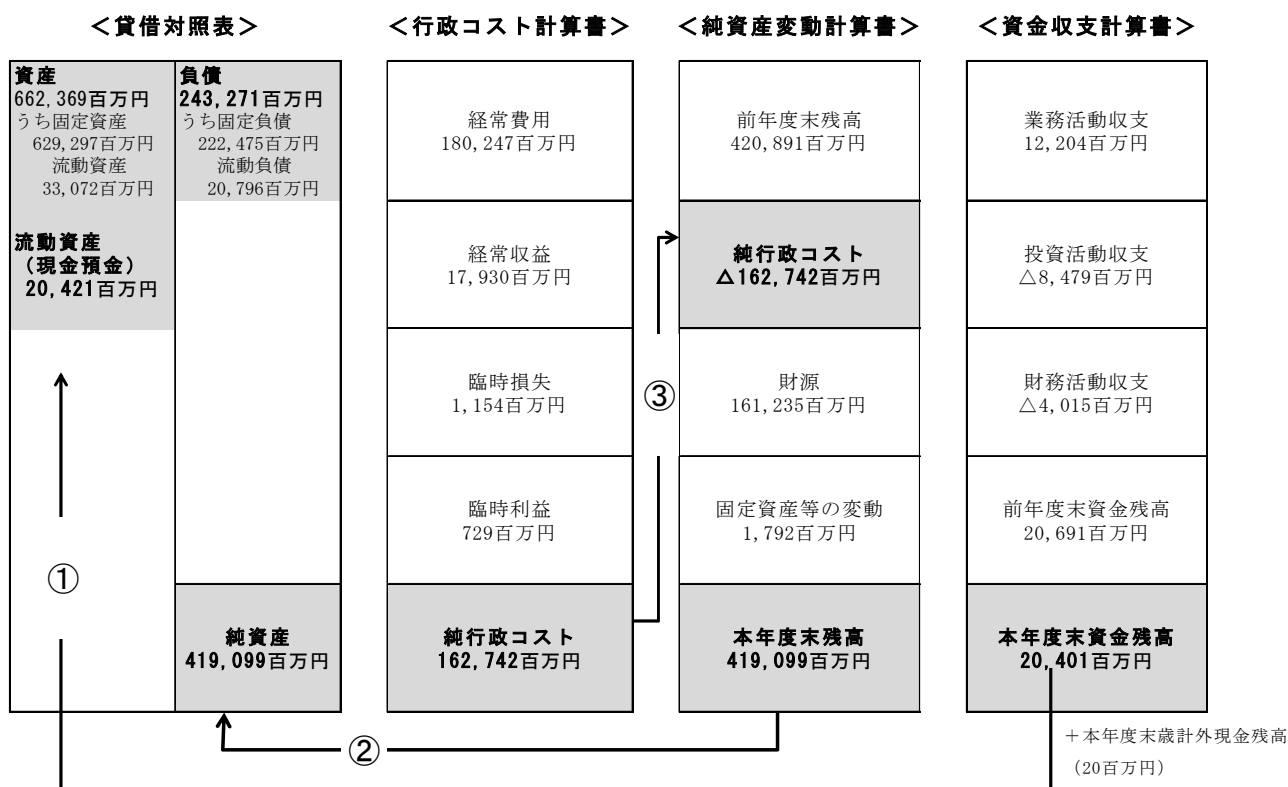 ＜貸借対照表＞
資産
662,369百万円
うち固定資産
629,297百万円
流動資産
33,072百万円
流動資産
（現金預金）
20,421百万円
①
負債
243,271百万円
うち固定負債
222,475百万円
流動負債
20,796百万円
純資産
419,099百万円
②
＜行政コスト計算書＞
経常費用
180,247百万円
経常収益
17,930百万円
臨時損失
1,154百万円
臨時利益
729百万円
純行政コスト
162,742百万円
③
＜純資産変動計算書＞
前年度末残高
420,891百万円
純行政コスト
△162,742百万円
財源
161,235百万円
固定資産等の変動
1,792百万円
本年度末残高
419,099百万円
＜資金収支計算書＞
業務活動収支
12,204百万円
投資活動収支
△8,479百万円
財務活動収支
△4,015百万円
前年度末資金残高
20,691百万円
本年度末資金残高
20,401百万円
＋本年度末歳計外現金残高
（20百万円）